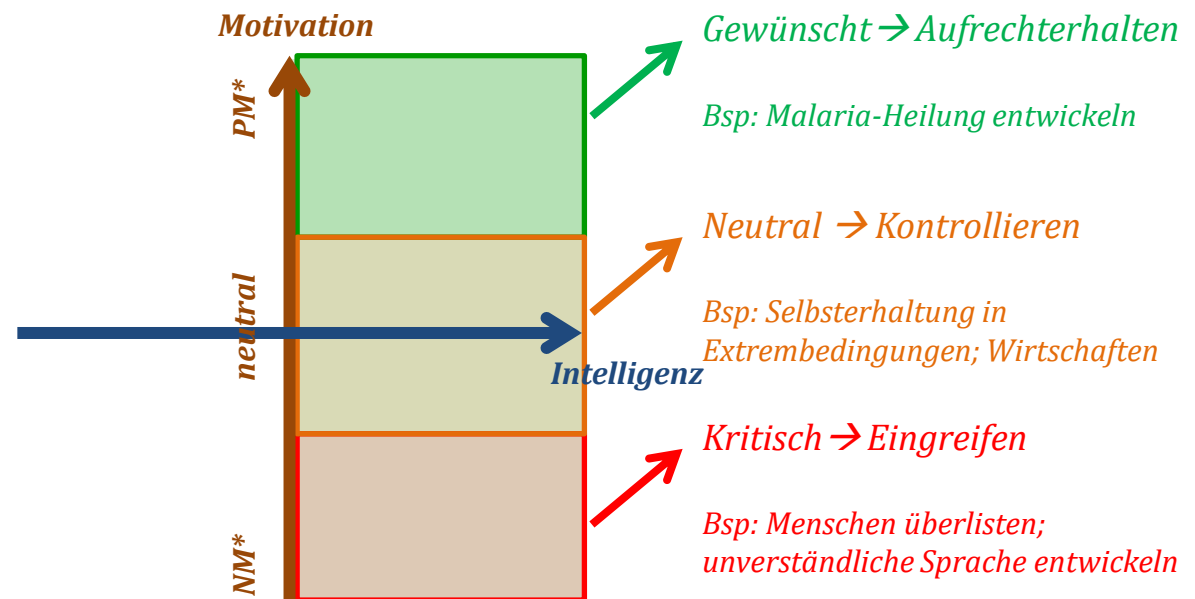 Motivation
PM*
neutral
NM*
Intelligenz
Gewünscht → Aufrechterhalten
Bsp: Malaria-Heilung entwickeln
Neutral → Kontrollieren
Bsp: Selbsterhaltung in
Extrembedingungen; Wirtschaften
Kritisch → Eingreifen
Bsp: Menschen überlisten;
unverständliche Sprache entwickeln